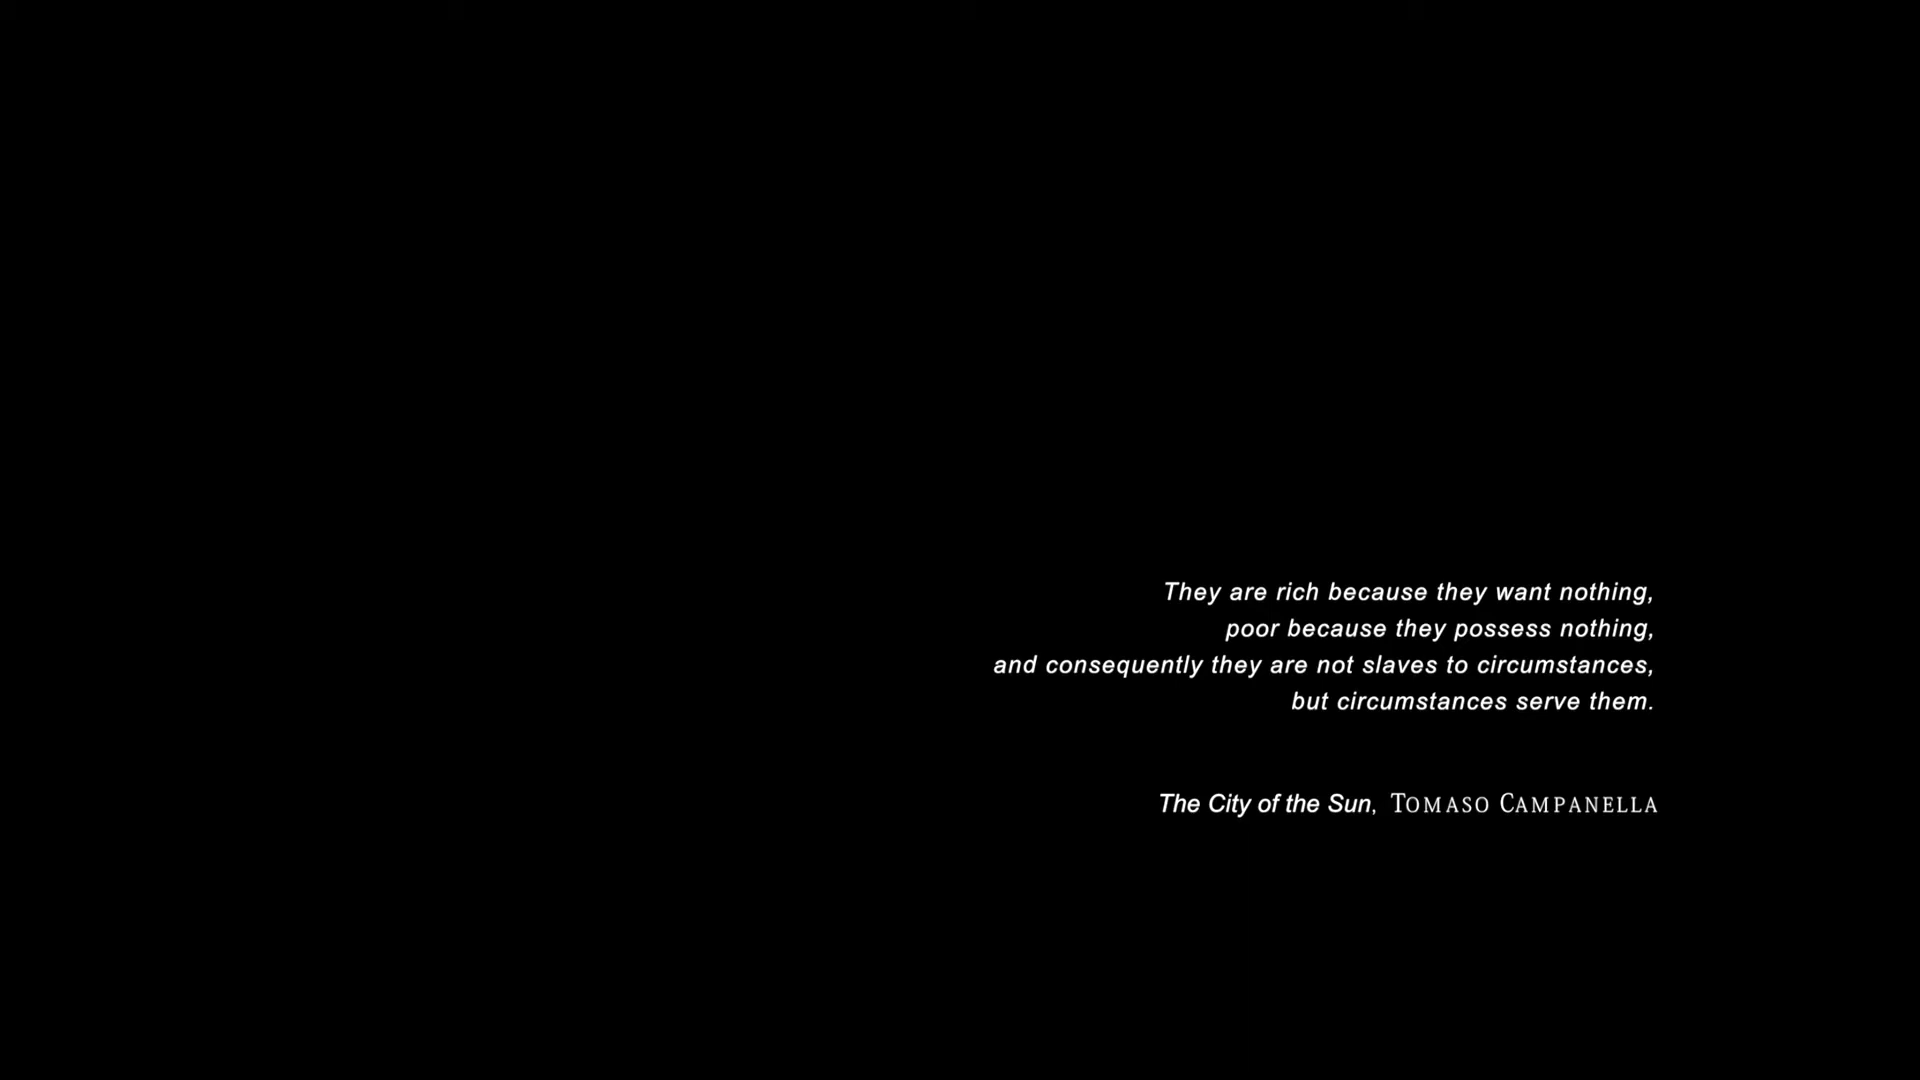 They are rich because they want nothing,
poor because they possess nothing,
and consequently they are not slaves to circumstances,
but circumstances serve them.
The City of the Sun, TOMASO CAMPANELLA